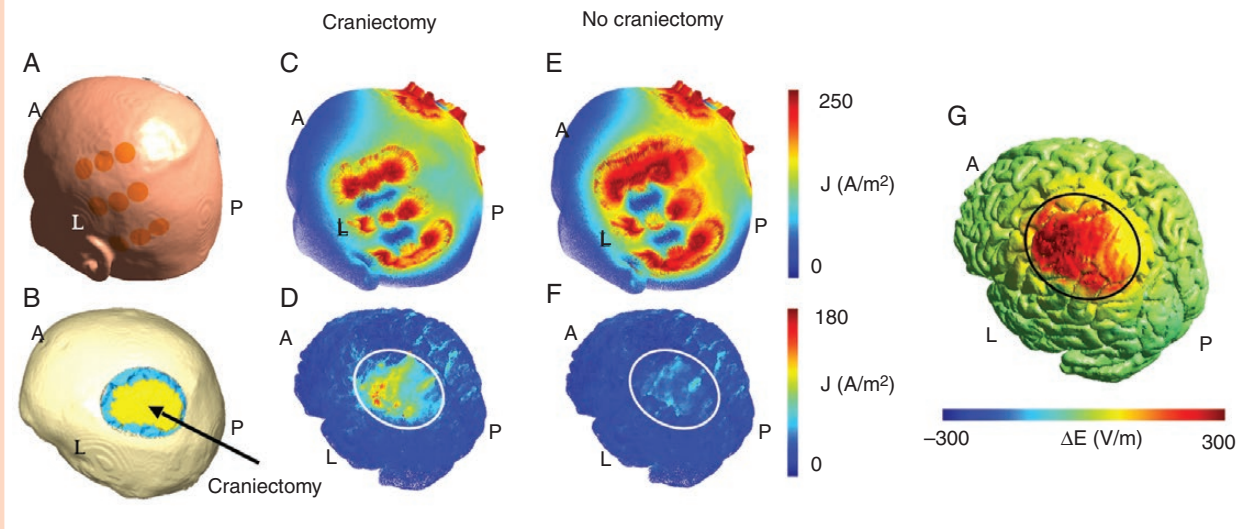 Craniectomy
No craniectomy
A
A
L
P
C
A
L
P
E
A
L
P
250
J (A/m²)
0
G
A
L
P
−300
ΔE (V/m)
300
B
A
L
P
Craniectomy
D
A
L
P
F
A
L
P
180
J (A/m²)
0